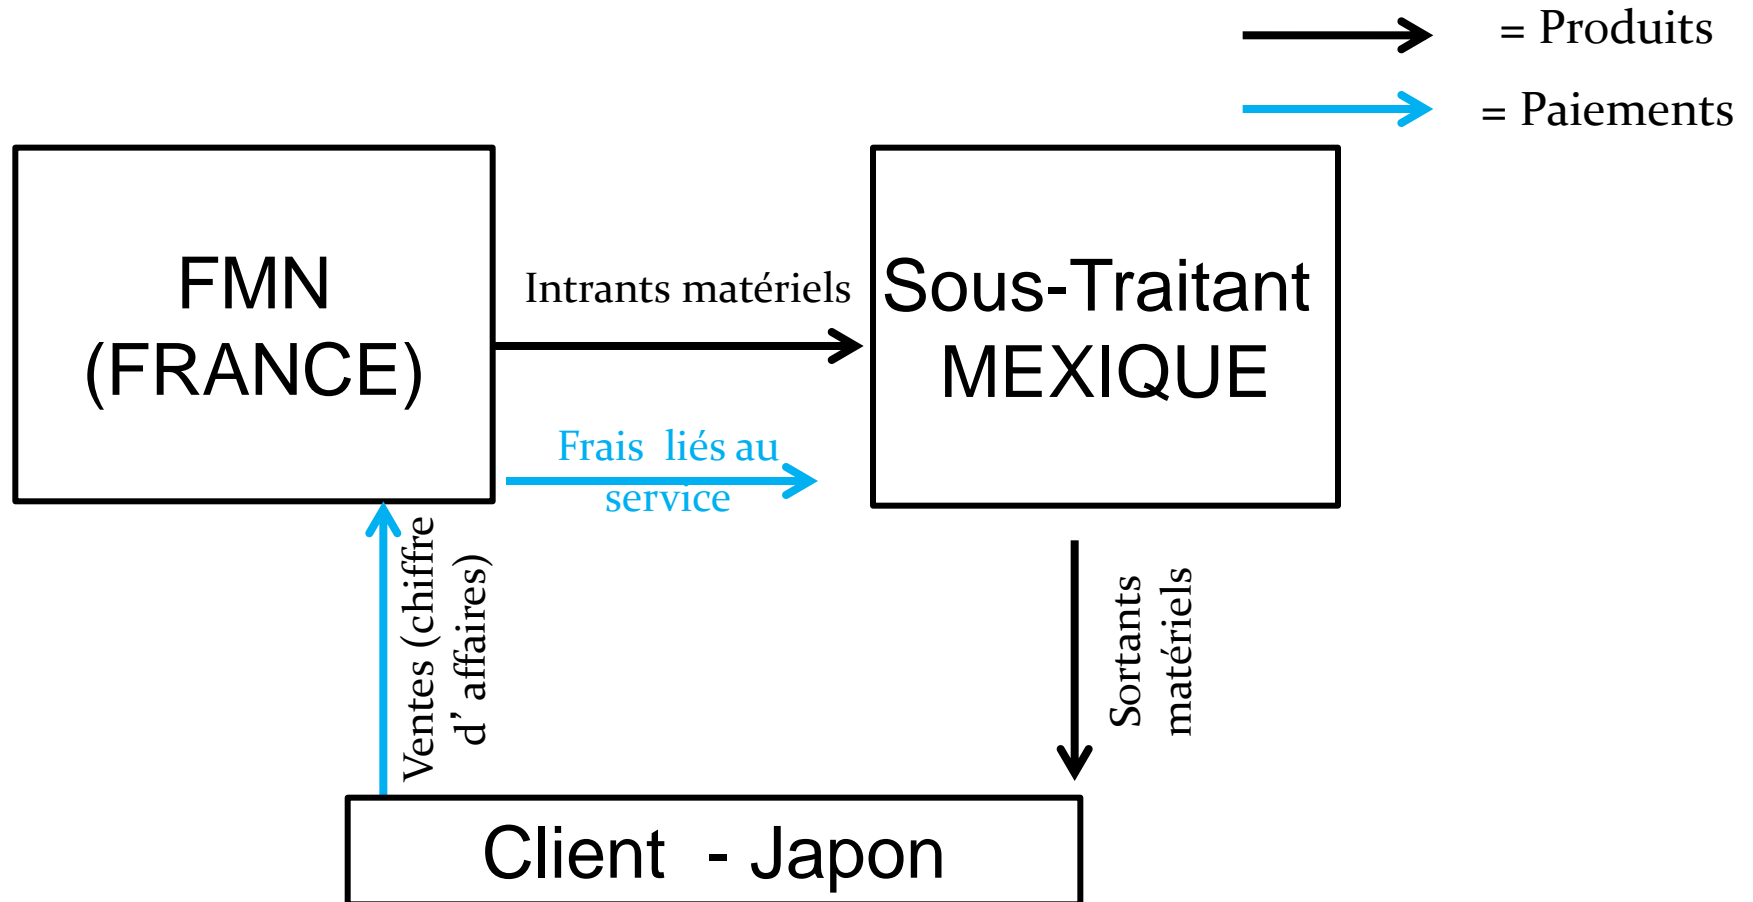 = Produits
= Paiements
FMN
(FRANCE)
Intrants matériels
Sous-Traitant
MEXIQUE
Frais  liés au
service
Ventes (chiffre
d’ affaires)
Sortants
matériels
Client  - Japon